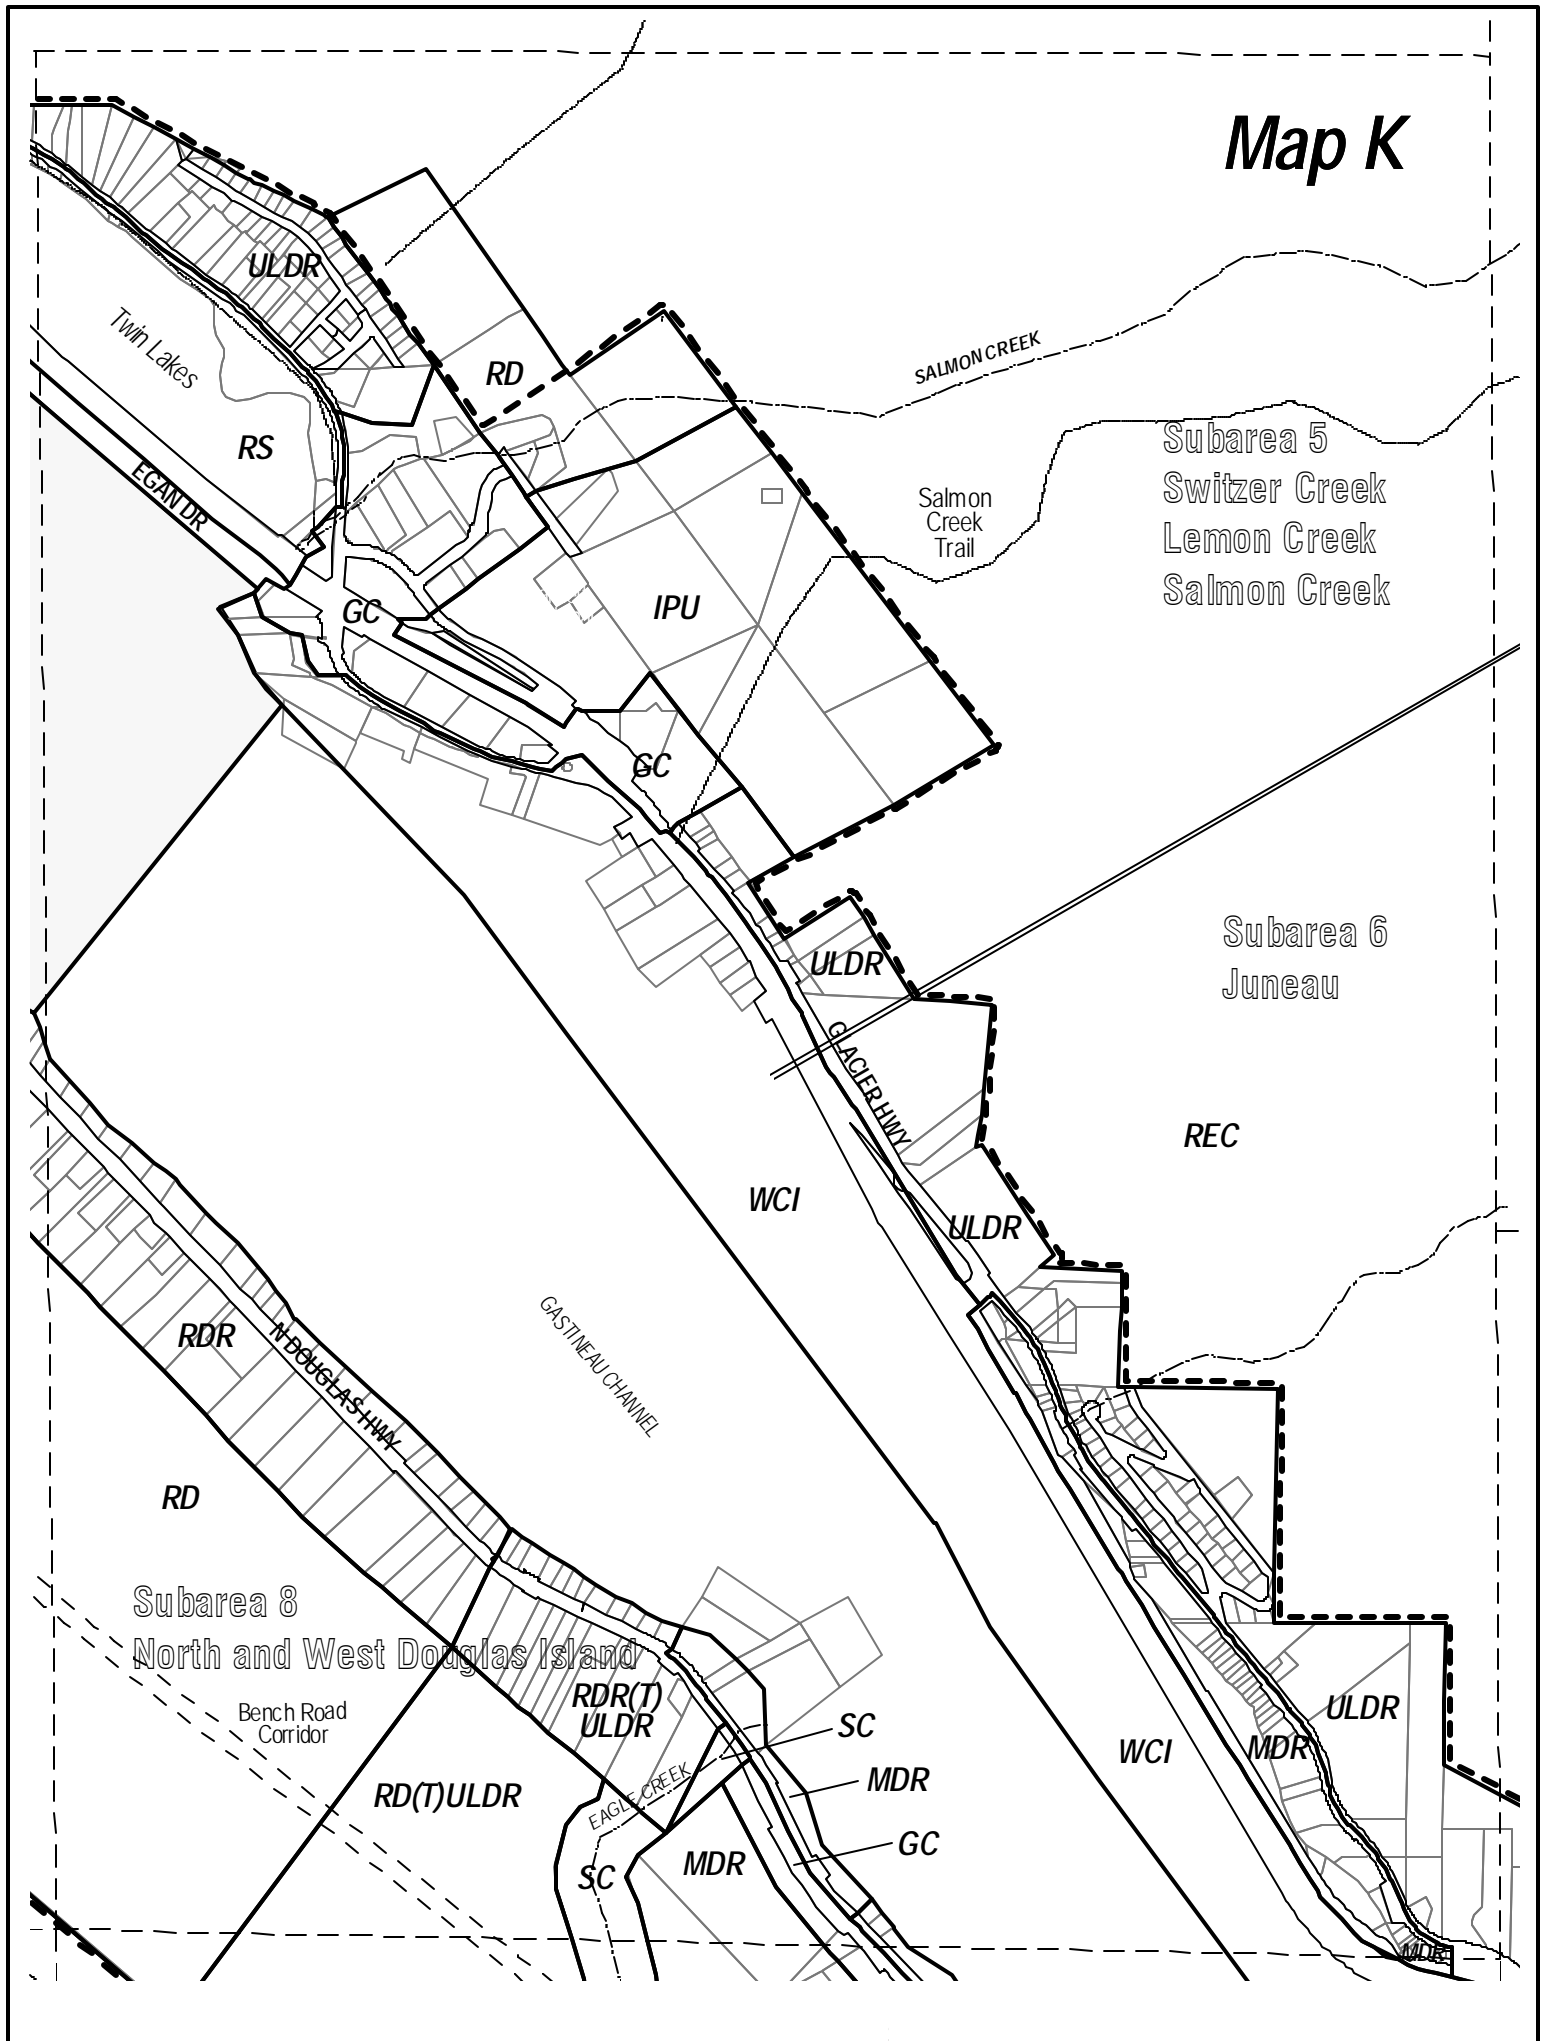 Map K
ULDR
Twin Lakes
RD
SALMON CREEK
RS
EGAN DR
Subarea 5
Switzer Creek
Lemon Creek
Salmon Creek
Salmon
Creek
Trail
GC
IPU
GC
Subarea 6
Juneau
ULDR
GLACIER HWY
REC
WCI
ULDR
GASTINEAU CHANNEL
RDR
N DOUGLAS HWY
RD
Subarea 8
North and West Douglas Island
Bench Road
Corridor
RDR(T)
ULDR
SC
ULDR
WCI
MDR
MDR
RD(T)ULDR
EAGLE CREEK
GC
MDR
SC
MDR